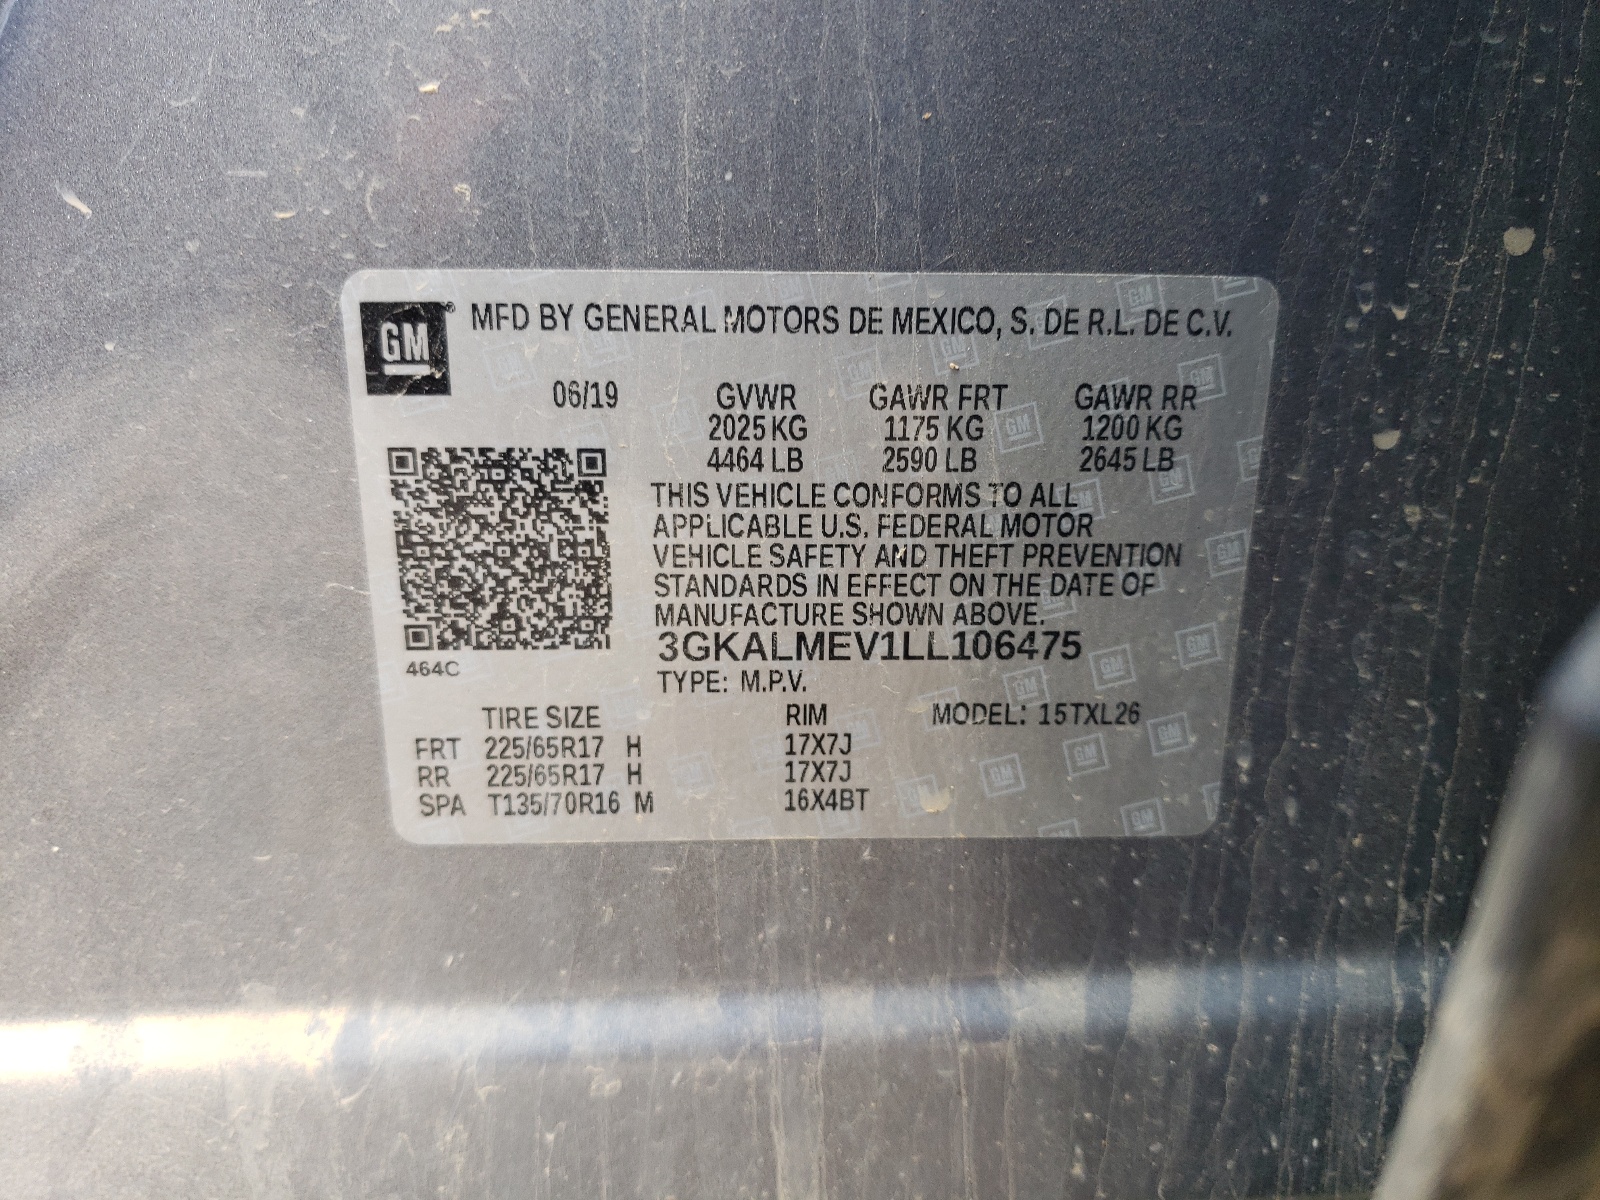 GM® MFD BY GENERAL MOTORS DE MEXICO, S. DE R.L. DE C.V.
06/19 GVWR GAWR FRT GAWR RR
2025 KG 1175 KG 1200 KG
4464 LB 2590 LB 2645 LB
THIS VEHICLE CONFORMS TO ALL
APPLICABLE U.S. FEDERAL MOTOR
VEHICLE SAFETY AND THEFT PREVENTION
STANDARDS IN EFFECT ON THE DATE OF
MANUFACTURE SHOWN ABOVE.
3GKALMEV1LL106475
464C
TYPE: M.P.V.
TIRE SIZE RIM MODEL: 15TXL26
FRT 225/65R17 H 17X7J
RR 225/65R17 H 17X7J
SPA T135/70R16 M 16X4BT